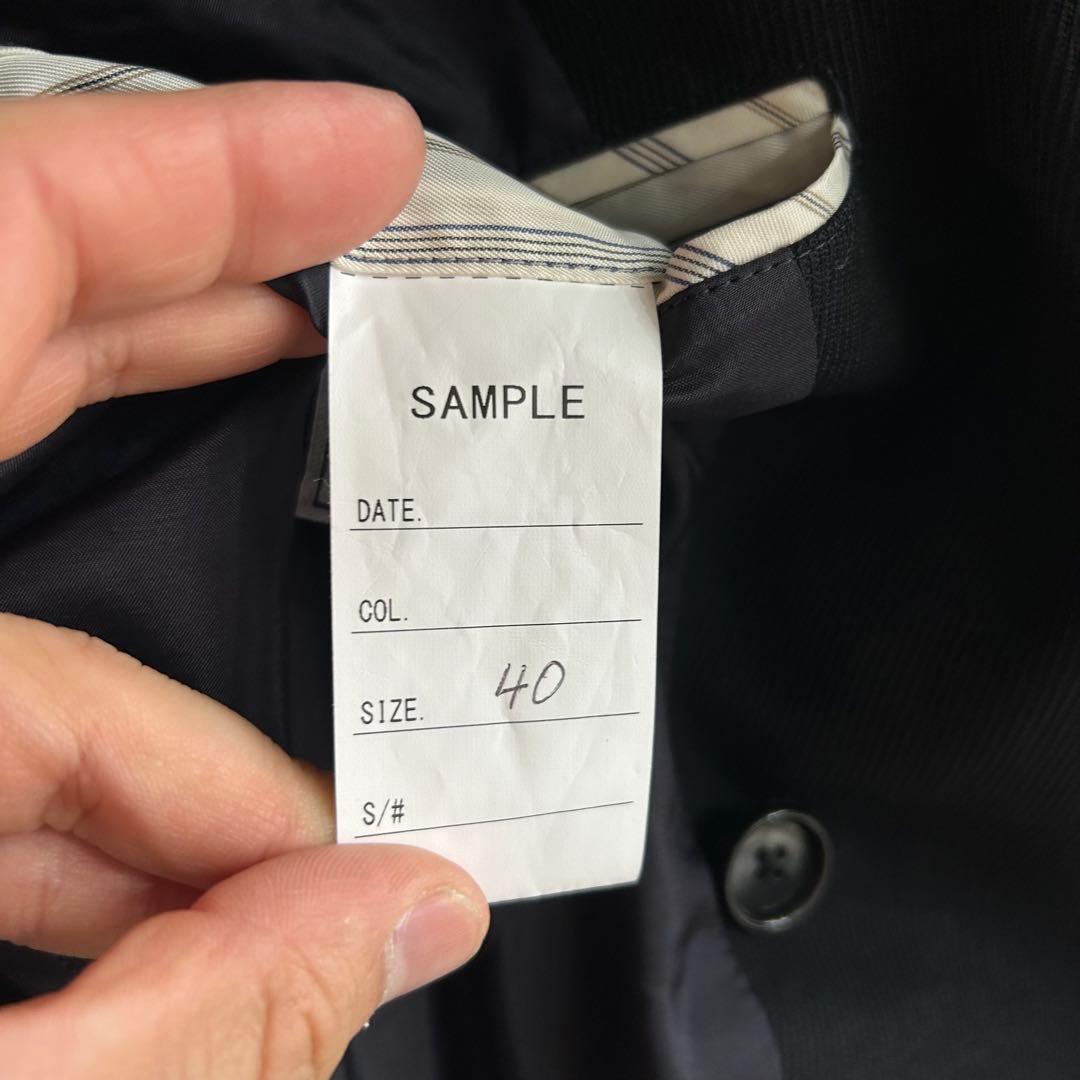 SAMPLE
DATE.
COL.
SIZE. 40
S/#